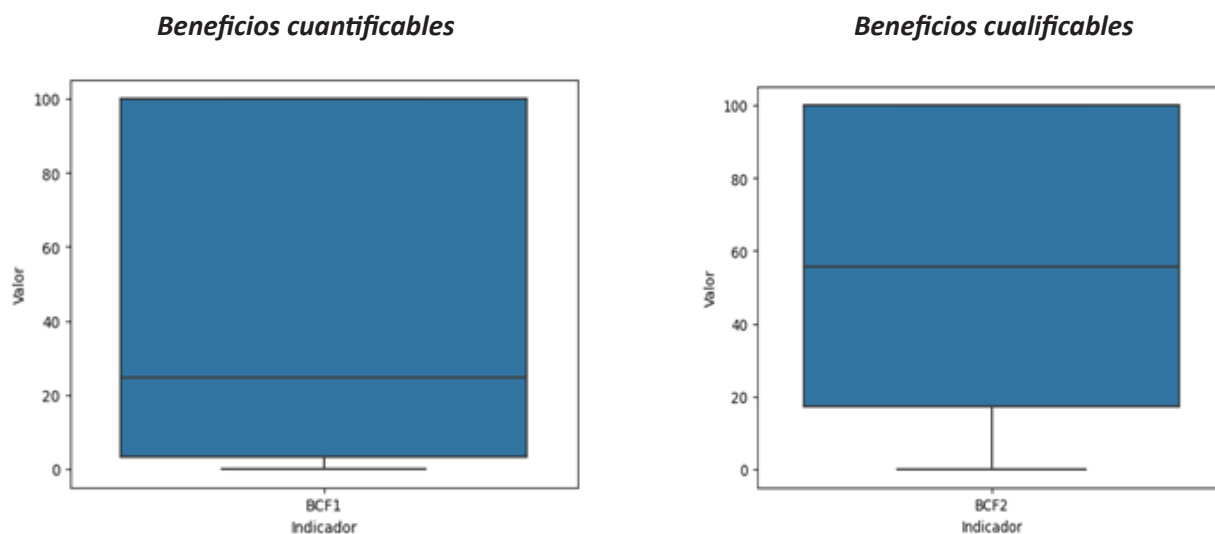 Beneficios cuantificables
100
80
60
40
20
0
Valor
BCF1
Indicador
Beneficios cualificables
100
80
60
40
20
0
Valor
BCF2
Indicador